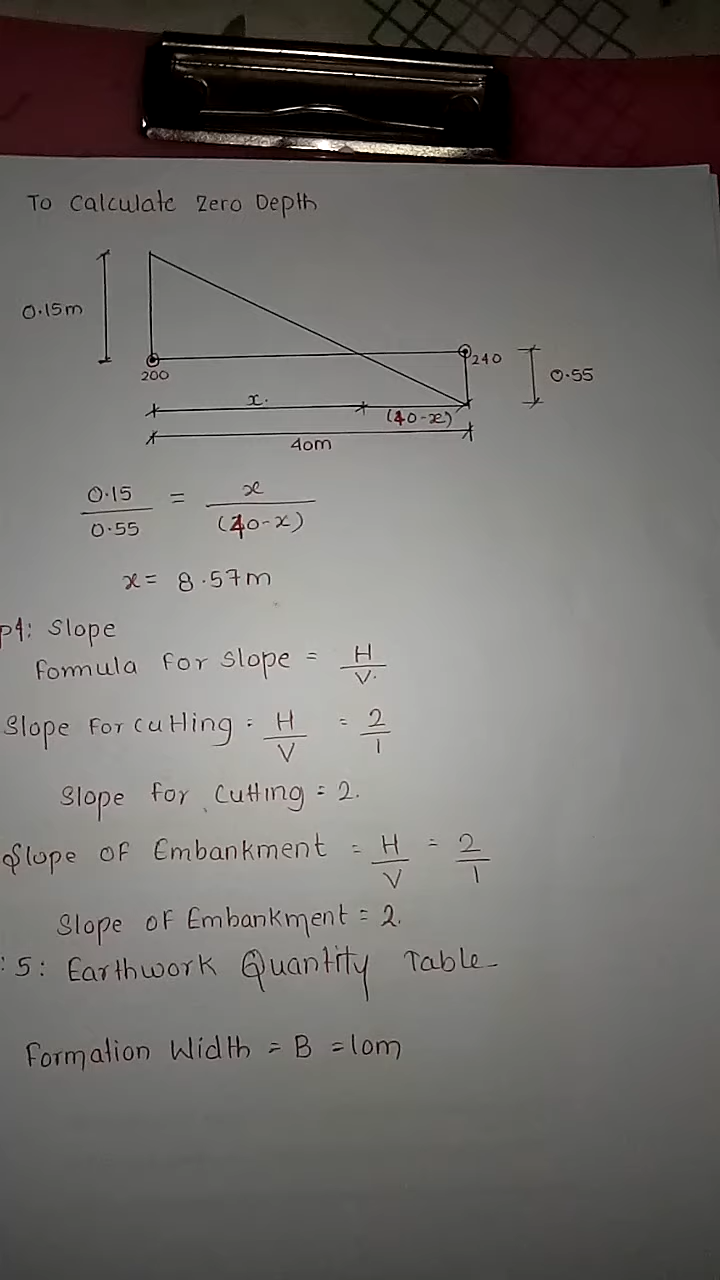 To Calculate Zero Depth
0.15m
200
240
0.55
x.
(40-x)
40m
0.15 / 0.55 = x / (40-x)
x = 8.57m
p4: Slope
Formula for slope = H / V.
Slope for cutting = H / V = 2 / 1
Slope for cutting = 2.
Slope of Embankment = H / V = 2 / 1
Slope of Embankment = 2.
: 5: Earthwork Quantity Table
Formation Width = B = 10m